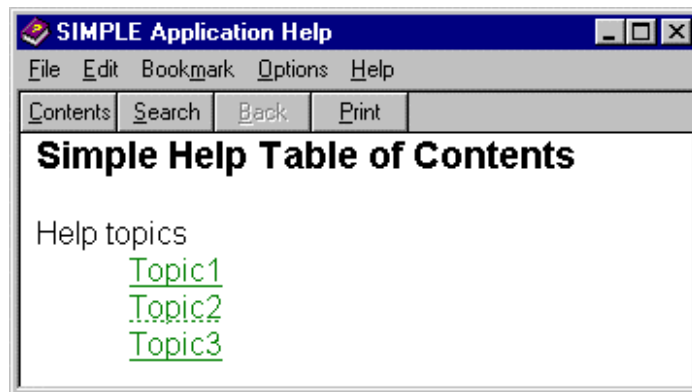 SIMPLE Application Help
File Edit Bookmark Options Help
Contents Search Back Print
Simple Help Table of Contents
Help topics
Topic1
Topic2
Topic3